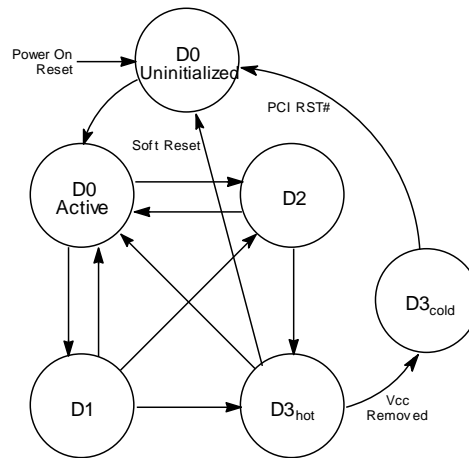 D0
Uninitialized
Power On
Reset
PCI RST#
Soft Reset
D0
Active
D2
D3cold
D1
D3hot
Vcc
Removed